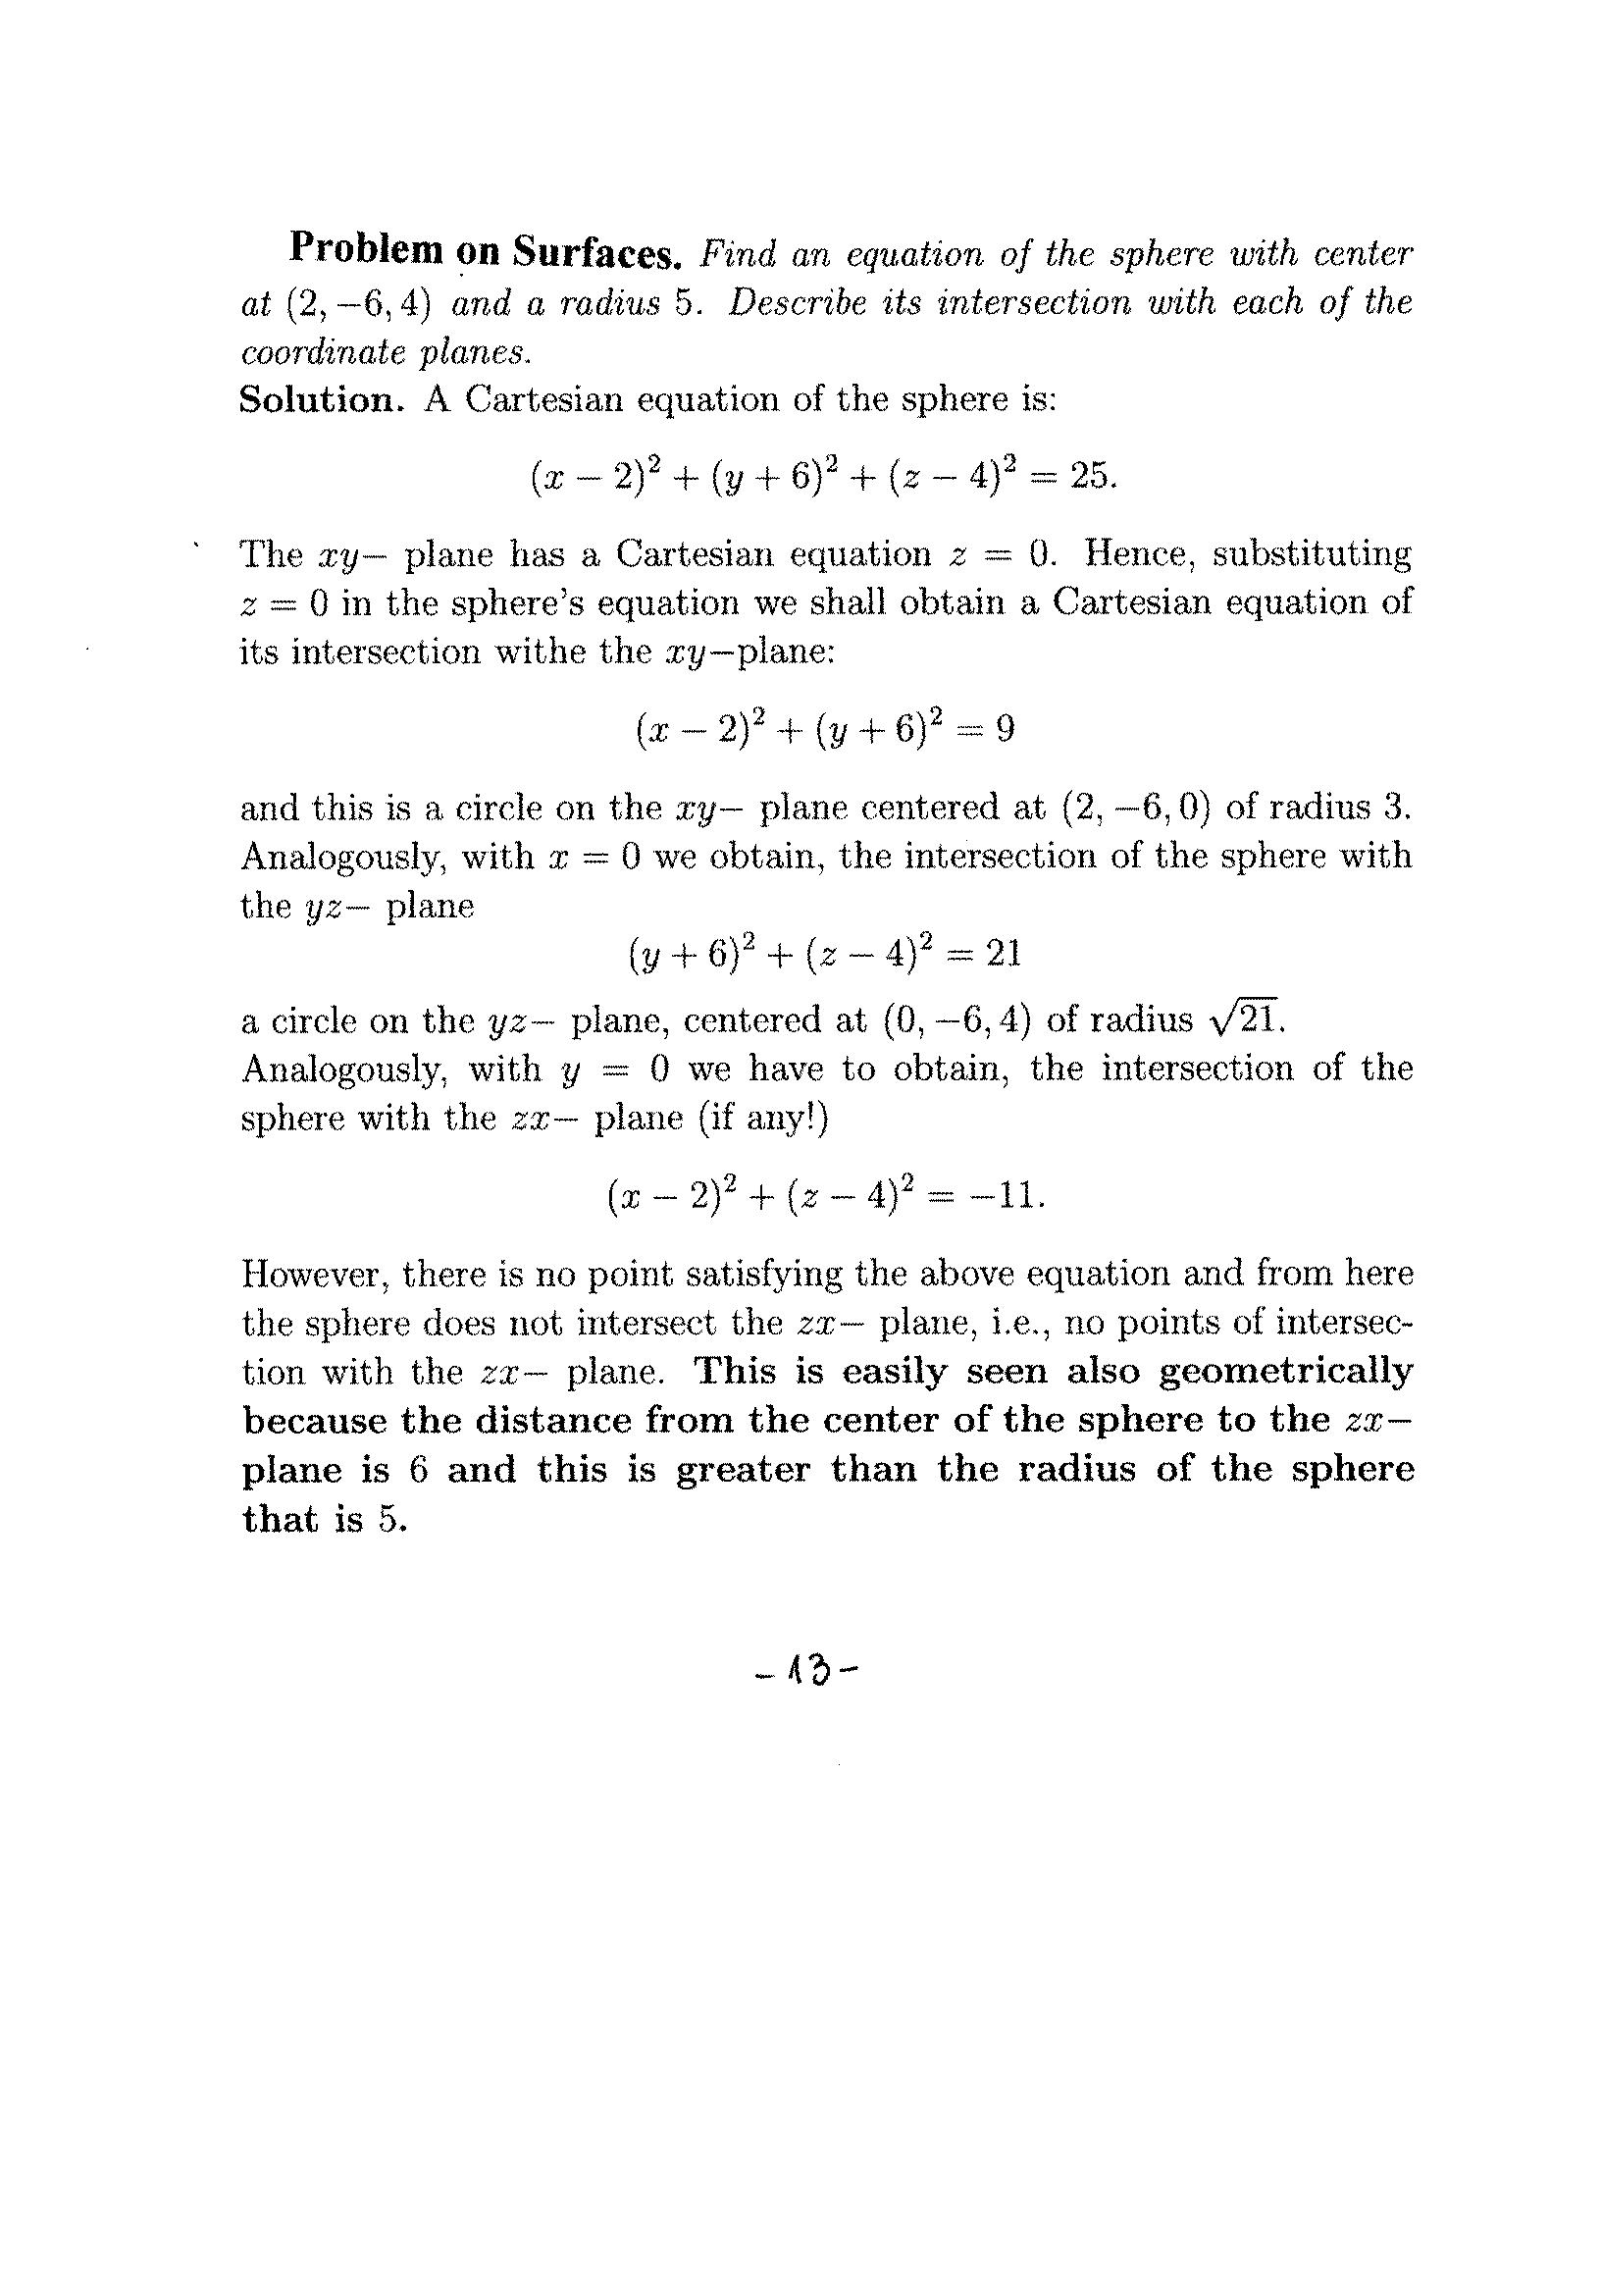 Problem on Surfaces. Find an equation of the sphere with center
at (2, −6, 4) and a radius 5. Describe its intersection with each of the
coordinate planes.
Solution. A Cartesian equation of the sphere is:
(x − 2)² + (y + 6)² + (z − 4)² = 25.
The xy− plane has a Cartesian equation z = 0. Hence, substituting
z = 0 in the sphere's equation we shall obtain a Cartesian equation of
its intersection withe the xy−plane:
(x − 2)² + (y + 6)² = 9
and this is a circle on the xy− plane centered at (2, −6, 0) of radius 3.
Analogously, with x = 0 we obtain, the intersection of the sphere with
the yz− plane
(y + 6)² + (z − 4)² = 21
a circle on the yz− plane, centered at (0, −6, 4) of radius √21.
Analogously, with y = 0 we have to obtain, the intersection of the
sphere with the zx− plane (if any!)
(x − 2)² + (z − 4)² = −11.
However, there is no point satisfying the above equation and from here
the sphere does not intersect the zx− plane, i.e., no points of intersec-
tion with the zx− plane. This is easily seen also geometrically
because the distance from the center of the sphere to the zx−
plane is 6 and this is greater than the radius of the sphere
that is 5.
- 13 -